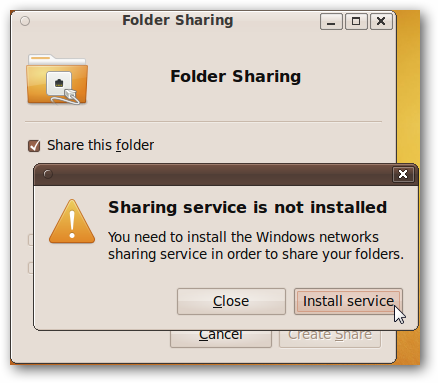 Folder Sharing
Folder Sharing
Share this folder
Sharing service is not installed
You need to install the Windows networks
sharing service in order to share your folders.
Close Install service
Cancel Create Share